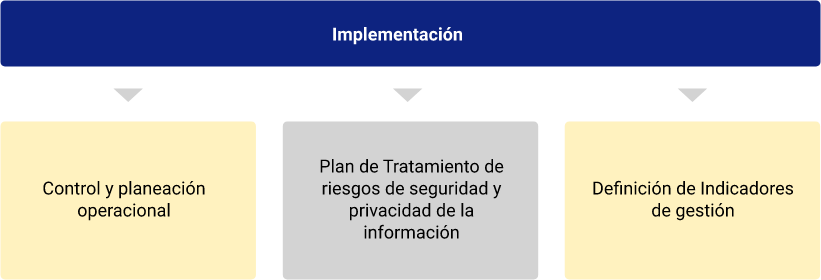 Implementación
Control y planeación
operacional
Plan de Tratamiento de
riesgos de seguridad y
privacidad de la
información
Definición de Indicadores
de gestión